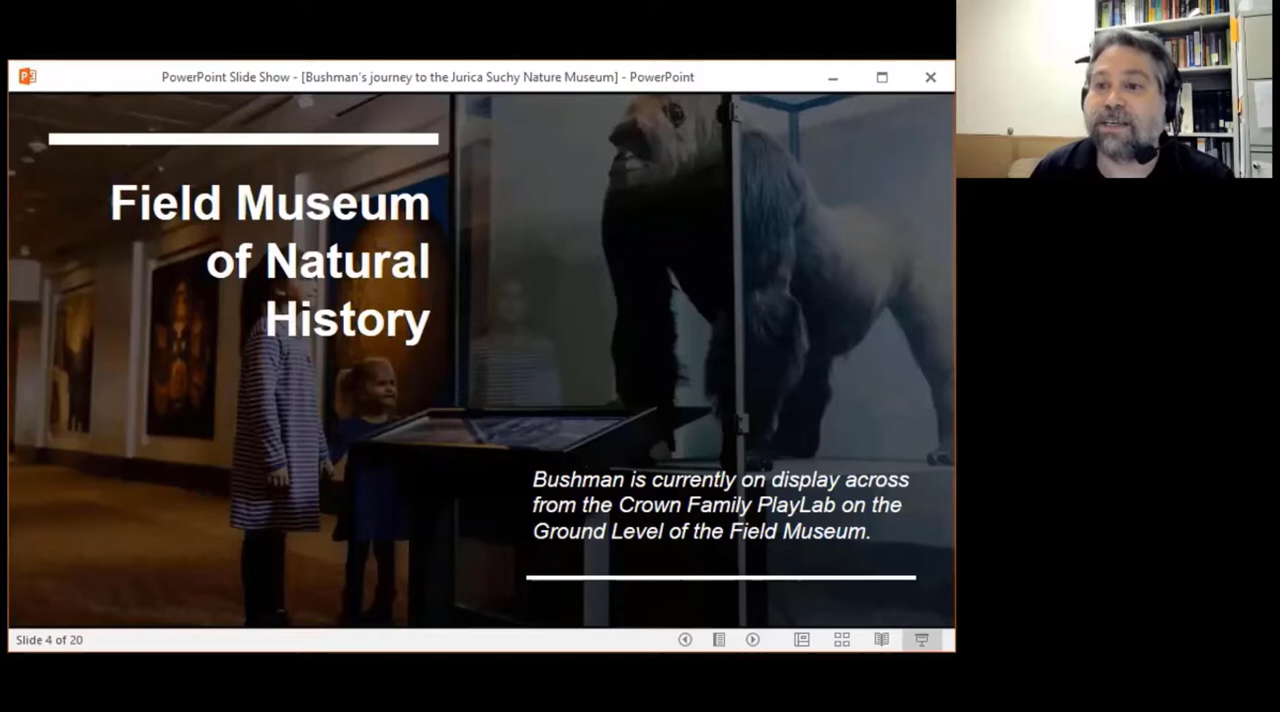 PowerPoint Slide Show - [Bushman's journey to the Jurica Suchy Nature Museum] - PowerPoint
Field Museum
of Natural
History
Bushman is currently on display across
from the Crown Family PlayLab on the
Ground Level of the Field Museum.
Slide 4 of 20